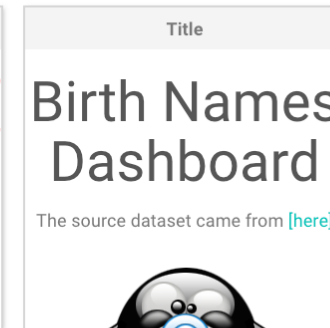 Title
Birth Names
Dashboard
The source dataset came from [here]